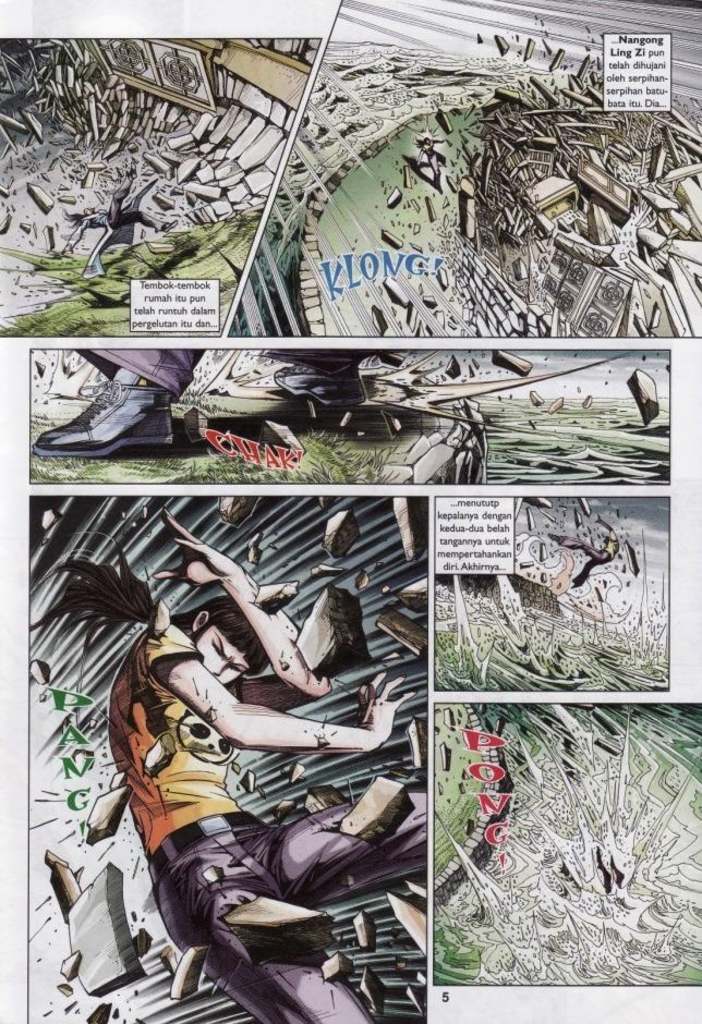 Tembok-tembok
rumah itu pun
telah runtuh dalam
pergelutan itu dan...
...Nangong
Ling Zi pun
telah dihujani
oleh serpihan-
serpihan batu-
bata itu. Dia...
KLONG!
CHAK!
PANG!
...menutup
kepalanya dengan
kedua-dua belah
tangannya untuk
mempertahankan
diri. Akhirnya...
PONG!
5